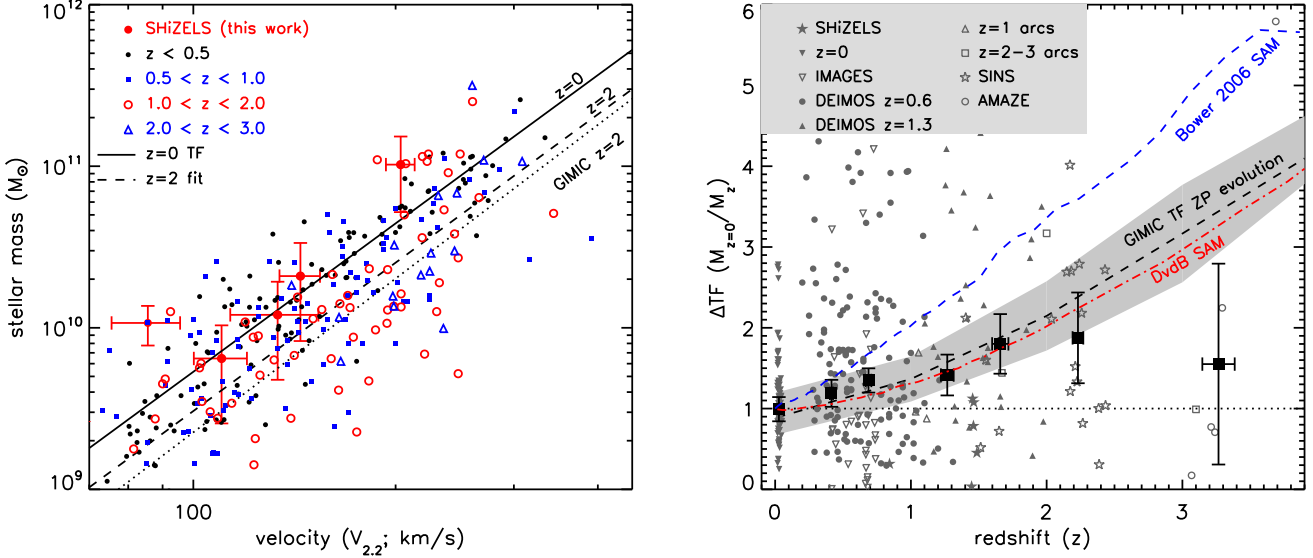 10¹²
10¹¹
10¹⁰
10⁹
stellar mass (M☉)
SHiZELS (this work)
z < 0.5
0.5 < z < 1.0
1.0 < z < 2.0
2.0 < z < 3.0
z=0 TF
z=2 fit
z=0
z=2
GIMIC z=2
100
velocity (V2.2; km/s)
6
5
4
3
2
1
0
ΔTF (Mz=0/Mz)
SHiZELS
z=0
IMAGES
DEIMOS z=0.6
DEIMOS z=1.3
z=1 arcs
z=2-3 arcs
SINS
AMAZE
Bower 2006 SAM
GIMIC TF ZP evolution
DvdB SAM
0 1 2 3
redshift (z)